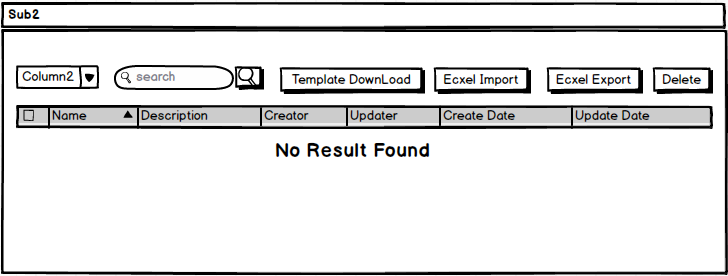 Sub2
Column2 search Template DownLoad Ecxel Import Ecxel Export Delete
Name Description Creator Updater Create Date Update Date
No Result Found